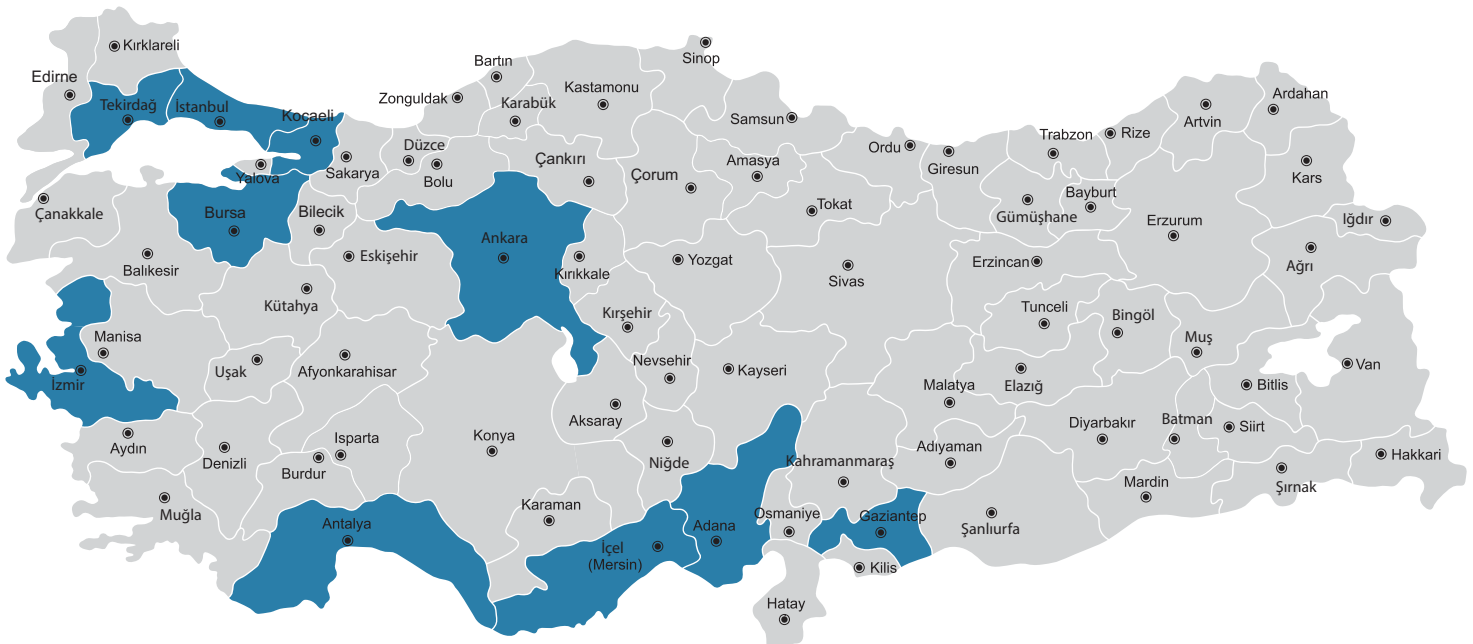 Kırklareli
Edirne
Tekirdağ
İstanbul
Kocaeli
Yalova
Sakarya
Düzce
Bolu
Zonguldak
Bartın
Karabük
Kastamonu
Sinop
Çankırı
Çorum
Samsun
Amasya
Tokat
Ordu
Giresun
Trabzon
Rize
Artvin
Ardahan
Kars
Gümüşhane
Bayburt
Erzurum
Iğdır
Ağrı
Çanakkale
Balıkesir
Bursa
Bilecik
Eskişehir
Kütahya
Ankara
Kırıkkale
Yozgat
Sivas
Erzincan
Tunceli
Bingöl
Muş
Van
Bitlis
Manisa
İzmir
Uşak
Afyonkarahisar
Kırşehir
Nevsehir
Kayseri
Aksaray
Malatya
Elazığ
Diyarbakır
Batman
Siirt
Hakkari
Şırnak
Mardin
Aydın
Denizli
Burdur
Isparta
Konya
Niğde
Kahramanmaraş
Adıyaman
Muğla
Antalya
Karaman
İçel
(Mersin)
Adana
Osmaniye
Gaziantep
Şanlıurfa
Kilis
Hatay